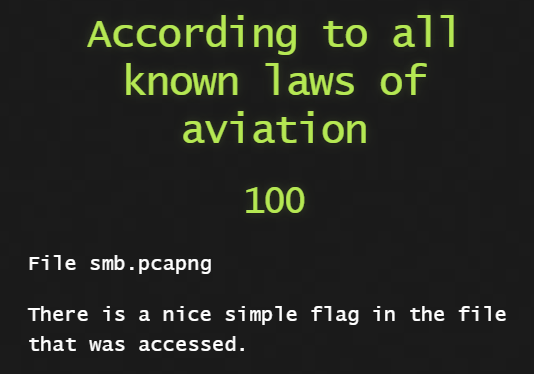 According to all
known laws of
aviation
100
File smb.pcapng
There is a nice simple flag in the file
that was accessed.